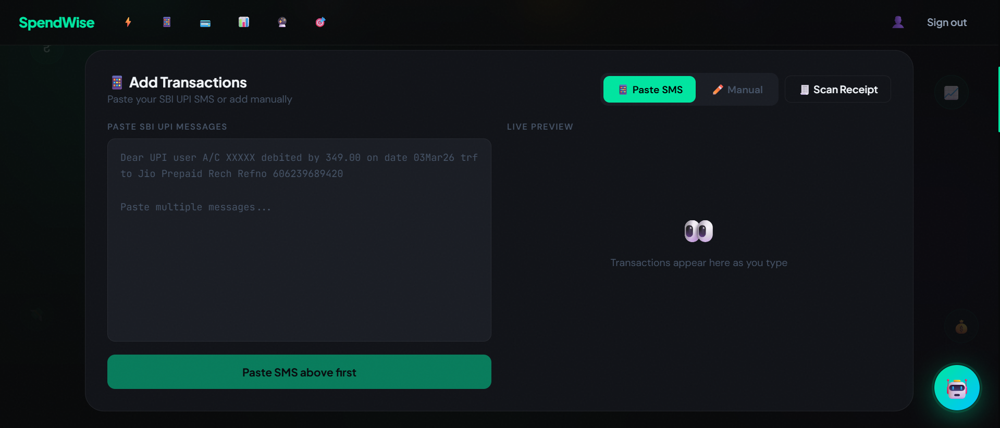 SpendWise
Sign out
Add Transactions
Paste your SBI UPI SMS or add manually
Paste SMS
Manual
Scan Receipt
PASTE SBI UPI MESSAGES
Dear UPI user A/C XXXXX debited by 349.00 on date 03Mar26 trf
to Jio Prepaid Rech Refno 606239689420
Paste multiple messages...
Paste SMS above first
LIVE PREVIEW
Transactions appear here as you type